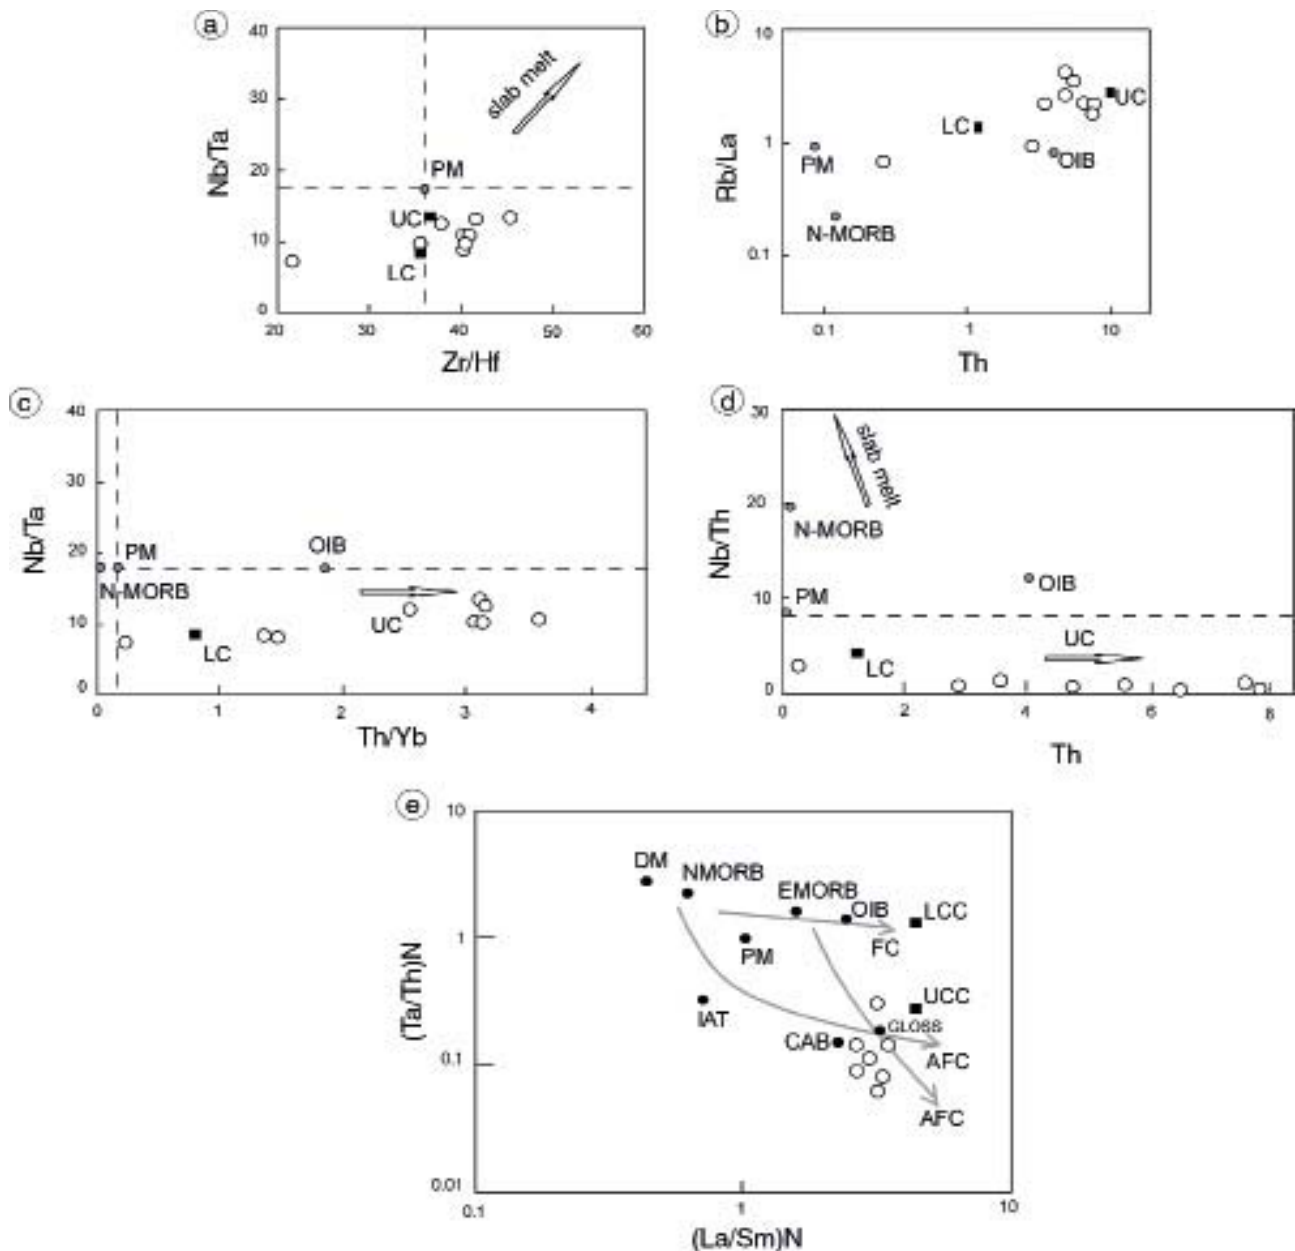 a
40
30
20
10
0
Nb/Ta
slab melt
PM
UC
LC
20 30 40 50 60
Zr/Hf
b
10
1
0.1
Rb/La
UC
LC
PM
OIB
N-MORB
0.1 1 10
Th
c
40
30
20
10
0
Nb/Ta
PM
OIB
N-MORB
UC
LC
0 1 2 3 4
Th/Yb
d
30
20
10
0
Nb/Th
slab melt
N-MORB
PM
OIB
UC
LC
0 2 4 6 8
Th
e
10
1
0.1
0.01
(Ta/Th)N
DM
NMORB
EMORB
OIB
LCC
FC
PM
UCC
IAT
GLOSS
CAB
AFC
AFC
0.1 1 10
(La/Sm)N